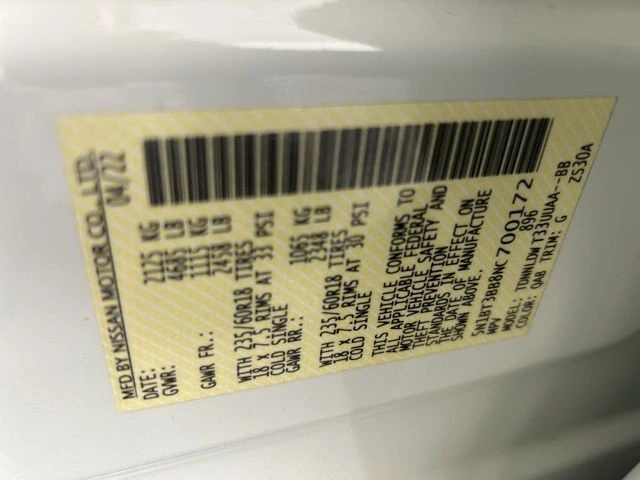 MFD BY NISSAN MOTOR CO., LTD.
DATE: 04/22
GVWR: 2125 KG
4685 LB
GAWR FR.: 1115 KG
2458 LB
WITH 235/60R18 TIRES
18 x 7.5 RIMS AT 33 PSI
COLD SINGLE
GAWR RR.: 1065 KG
2348 LB
WITH 235/60R18 TIRES
18 x 7.5 RIMS AT 30 PSI
COLD SINGLE
THIS VEHICLE CONFORMS TO
ALL APPLICABLE FEDERAL
MOTOR VEHICLE SAFETY AND
THEFT PREVENTION
STANDARDS IN EFFECT ON
THE DATE OF MANUFACTURE
SHOWN ABOVE.
5N1BT3BB8NC700172
MPV 896
MODEL: TDNNLDW T33UUAA--BB
COLOR: QAB TRIM: G ZS30A